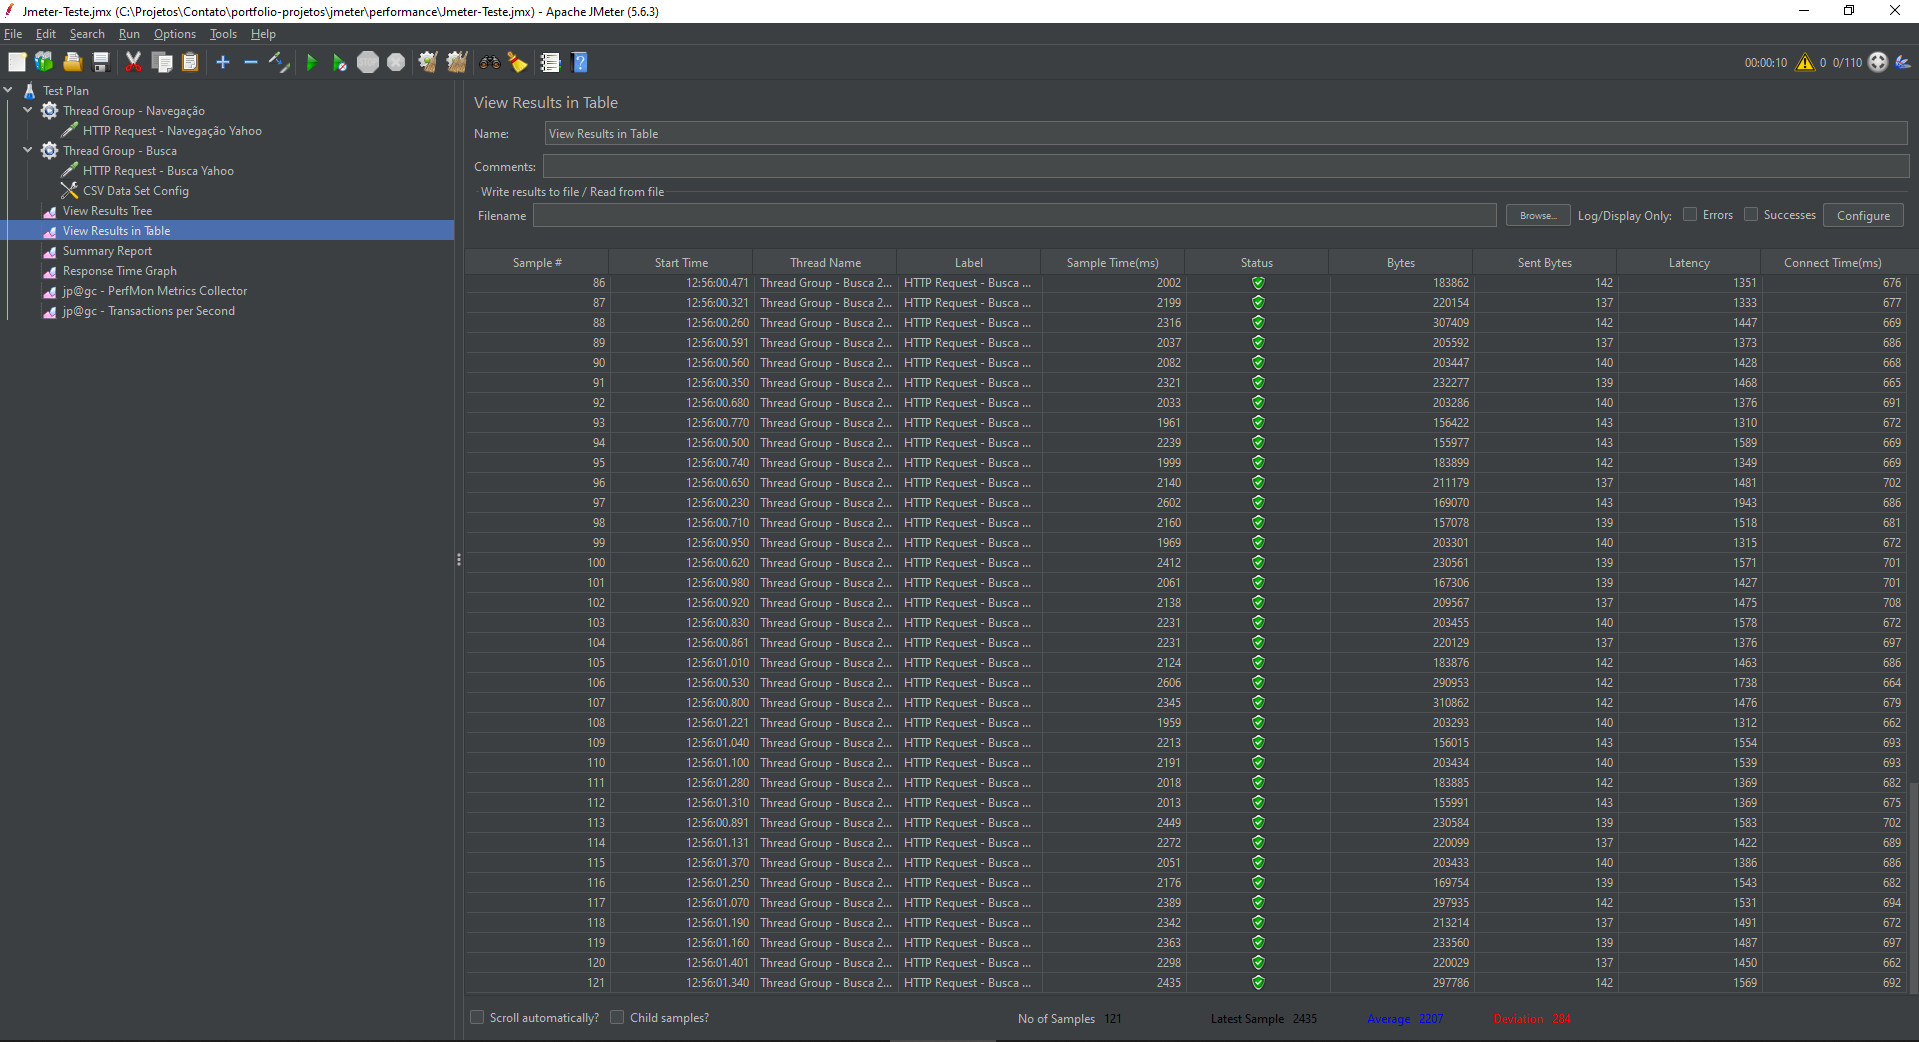 Jmeter-Teste.jmx (C:\Projetos\Contato\portfolio-projetos\jmeter\performance\Jmeter-Teste.jmx) - Apache JMeter (5.6.3)
File Edit Search Run Options Tools Help
00:00:10 0 0/110
Test Plan
Thread Group - Navegação
HTTP Request - Navegação Yahoo
Thread Group - Busca
HTTP Request - Busca Yahoo
CSV Data Set Config
View Results Tree
View Results in Table
Summary Report
Response Time Graph
jp@gc - PerfMon Metrics Collector
jp@gc - Transactions per Second
View Results in Table
Name: View Results in Table
Comments:
Write results to file / Read from file
Filename Browse... Log/Display Only: Errors Successes Configure
Sample # Start Time Thread Name Label Sample Time(ms) Status Bytes Sent Bytes Latency Connect Time(ms)
86 12:56:00.471 Thread Group - Busca 2... HTTP Request - Busca ... 2002 183862 142 1351 676
87 12:56:00.321 Thread Group - Busca 2... HTTP Request - Busca ... 2199 220154 137 1333 677
88 12:56:00.260 Thread Group - Busca 2... HTTP Request - Busca ... 2316 307409 142 1447 669
89 12:56:00.591 Thread Group - Busca 2... HTTP Request - Busca ... 2037 205592 137 1373 686
90 12:56:00.560 Thread Group - Busca 2... HTTP Request - Busca ... 2082 203447 140 1428 668
91 12:56:00.350 Thread Group - Busca 2... HTTP Request - Busca ... 2321 232277 139 1468 665
92 12:56:00.680 Thread Group - Busca 2... HTTP Request - Busca ... 2033 203286 140 1376 691
93 12:56:00.770 Thread Group - Busca 2... HTTP Request - Busca ... 1961 156422 143 1310 672
94 12:56:00.500 Thread Group - Busca 2... HTTP Request - Busca ... 2239 155977 143 1589 669
95 12:56:00.740 Thread Group - Busca 2... HTTP Request - Busca ... 1999 183899 142 1349 669
96 12:56:00.650 Thread Group - Busca 2... HTTP Request - Busca ... 2140 211179 137 1481 702
97 12:56:00.230 Thread Group - Busca 2... HTTP Request - Busca ... 2602 169070 143 1943 686
98 12:56:00.710 Thread Group - Busca 2... HTTP Request - Busca ... 2160 157078 139 1518 681
99 12:56:00.950 Thread Group - Busca 2... HTTP Request - Busca ... 1969 203301 140 1315 672
100 12:56:00.620 Thread Group - Busca 2... HTTP Request - Busca ... 2412 230561 139 1571 701
101 12:56:00.980 Thread Group - Busca 2... HTTP Request - Busca ... 2061 167306 139 1427 701
102 12:56:00.920 Thread Group - Busca 2... HTTP Request - Busca ... 2138 209567 137 1475 708
103 12:56:00.830 Thread Group - Busca 2... HTTP Request - Busca ... 2231 203455 140 1578 672
104 12:56:00.861 Thread Group - Busca 2... HTTP Request - Busca ... 2231 220129 137 1376 697
105 12:56:01.010 Thread Group - Busca 2... HTTP Request - Busca ... 2124 183876 142 1463 686
106 12:56:00.530 Thread Group - Busca 2... HTTP Request - Busca ... 2606 290953 142 1738 664
107 12:56:00.800 Thread Group - Busca 2... HTTP Request - Busca ... 2345 310862 142 1476 679
108 12:56:01.221 Thread Group - Busca 2... HTTP Request - Busca ... 1959 203293 140 1312 662
109 12:56:01.040 Thread Group - Busca 2... HTTP Request - Busca ... 2213 156015 143 1554 693
110 12:56:01.100 Thread Group - Busca 2... HTTP Request - Busca ... 2191 203434 140 1539 693
111 12:56:01.280 Thread Group - Busca 2... HTTP Request - Busca ... 2018 183885 142 1369 682
112 12:56:01.310 Thread Group - Busca 2... HTTP Request - Busca ... 2013 155991 143 1369 675
113 12:56:00.891 Thread Group - Busca 2... HTTP Request - Busca ... 2449 230584 139 1583 702
114 12:56:01.131 Thread Group - Busca 2... HTTP Request - Busca ... 2272 220099 137 1422 689
115 12:56:01.370 Thread Group - Busca 2... HTTP Request - Busca ... 2051 203433 140 1386 686
116 12:56:01.250 Thread Group - Busca 2... HTTP Request - Busca ... 2176 169754 139 1543 682
117 12:56:01.070 Thread Group - Busca 2... HTTP Request - Busca ... 2389 297935 142 1531 694
118 12:56:01.190 Thread Group - Busca 2... HTTP Request - Busca ... 2342 213214 137 1491 672
119 12:56:01.160 Thread Group - Busca 2... HTTP Request - Busca ... 2363 233560 139 1487 697
120 12:56:01.401 Thread Group - Busca 2... HTTP Request - Busca ... 2298 220029 137 1450 662
121 12:56:01.340 Thread Group - Busca 2... HTTP Request - Busca ... 2435 297786 142 1569 692
Scroll automatically? Child samples? No of Samples 121 Latest Sample 2435 Average 2207 Deviation 284